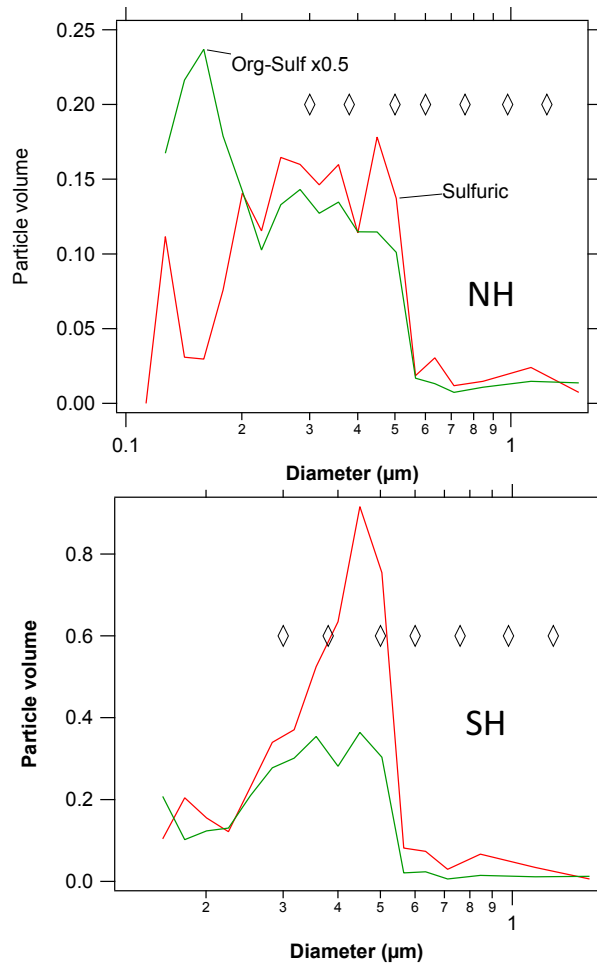 0.25
0.20
0.15
0.10
0.05
0.00
Particle volume
Org-Sulf x0.5
Sulfuric
NH
0.1 2 3 4 5 6 7 8 9 1
Diameter (µm)
0.8
0.6
0.4
0.2
0.0
Particle volume
SH
2 3 4 5 6 7 8 9 1
Diameter (µm)